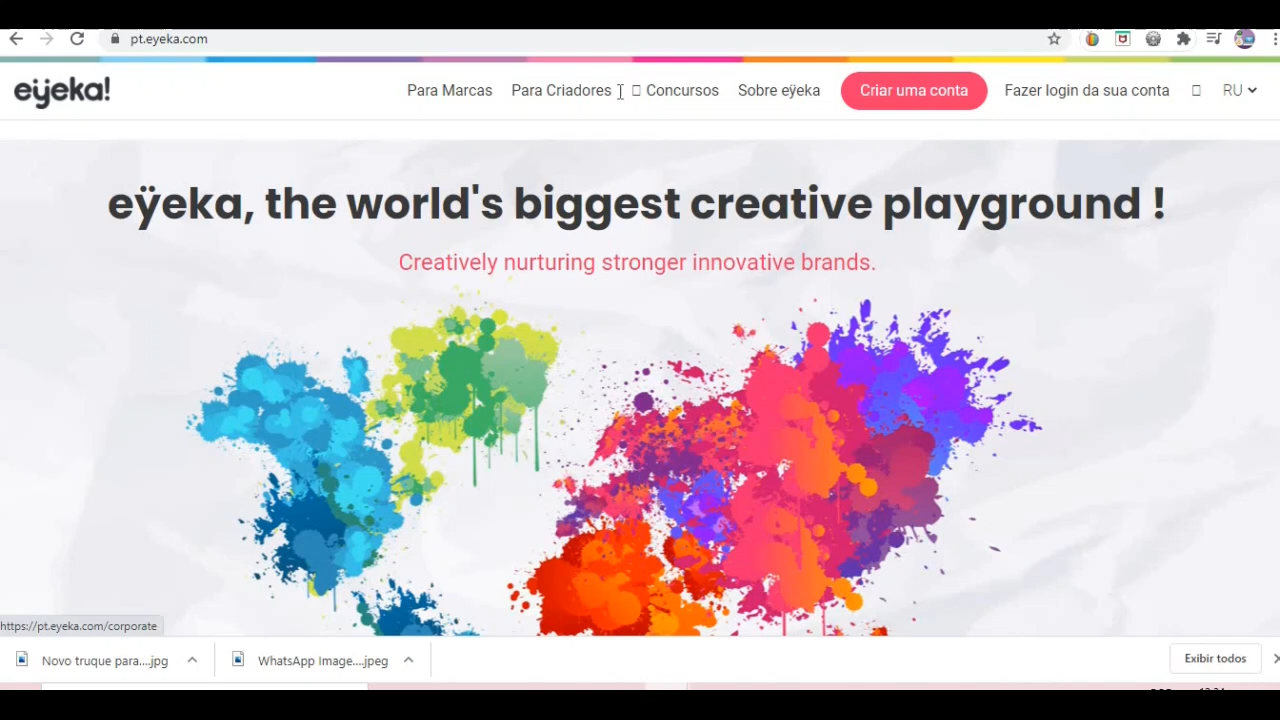 pt.eyeka.com
eÿeka!
Para Marcas Para Criadores Concursos Sobre eÿeka Criar uma conta Fazer login da sua conta RU
eÿeka, the world's biggest creative playground !
Creatively nurturing stronger innovative brands.
https://pt.eyeka.com/corporate
Novo truque para....jpg WhatsApp Image....jpeg Exibir todos